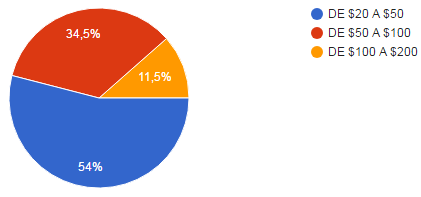 34,5%
11,5%
54%
DE $20 A $50
DE $50 A $100
DE $100 A $200